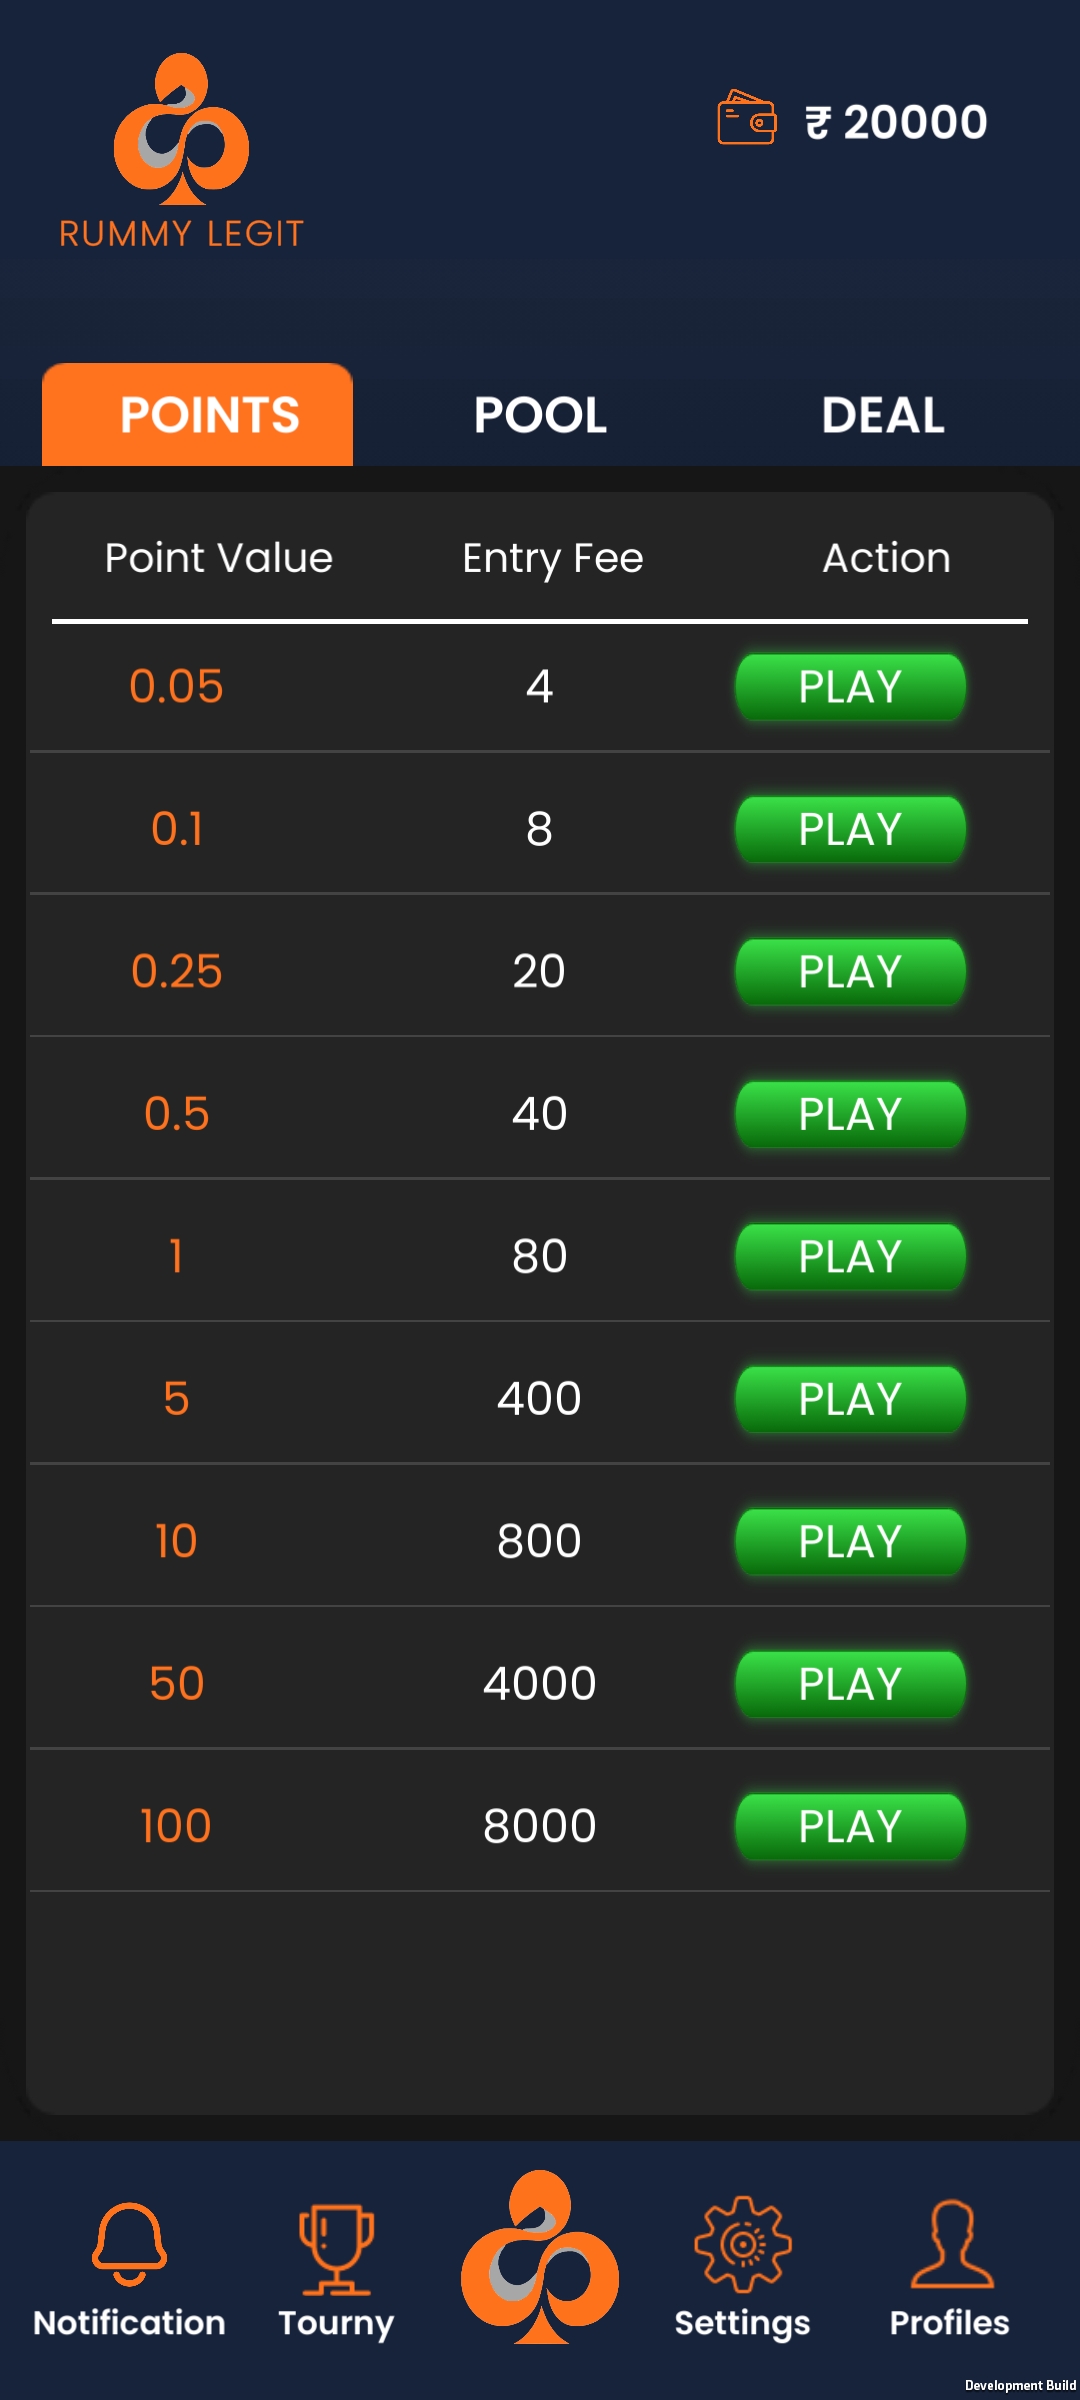 RUMMY LEGIT
₹ 20000
POINTS POOL DEAL
Point Value Entry Fee Action
0.05 4 PLAY
0.1 8 PLAY
0.25 20 PLAY
0.5 40 PLAY
1 80 PLAY
5 400 PLAY
10 800 PLAY
50 4000 PLAY
100 8000 PLAY
Notification Tourny Settings Profiles
Development Build